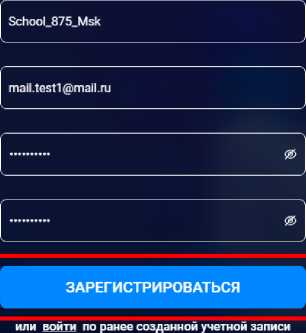 School_875_Msk
mail.test1@mail.ru
••••••••••
••••••••••
ЗАРЕГИСТРИРОВАТЬСЯ
или войти по ранее созданной учетной записи